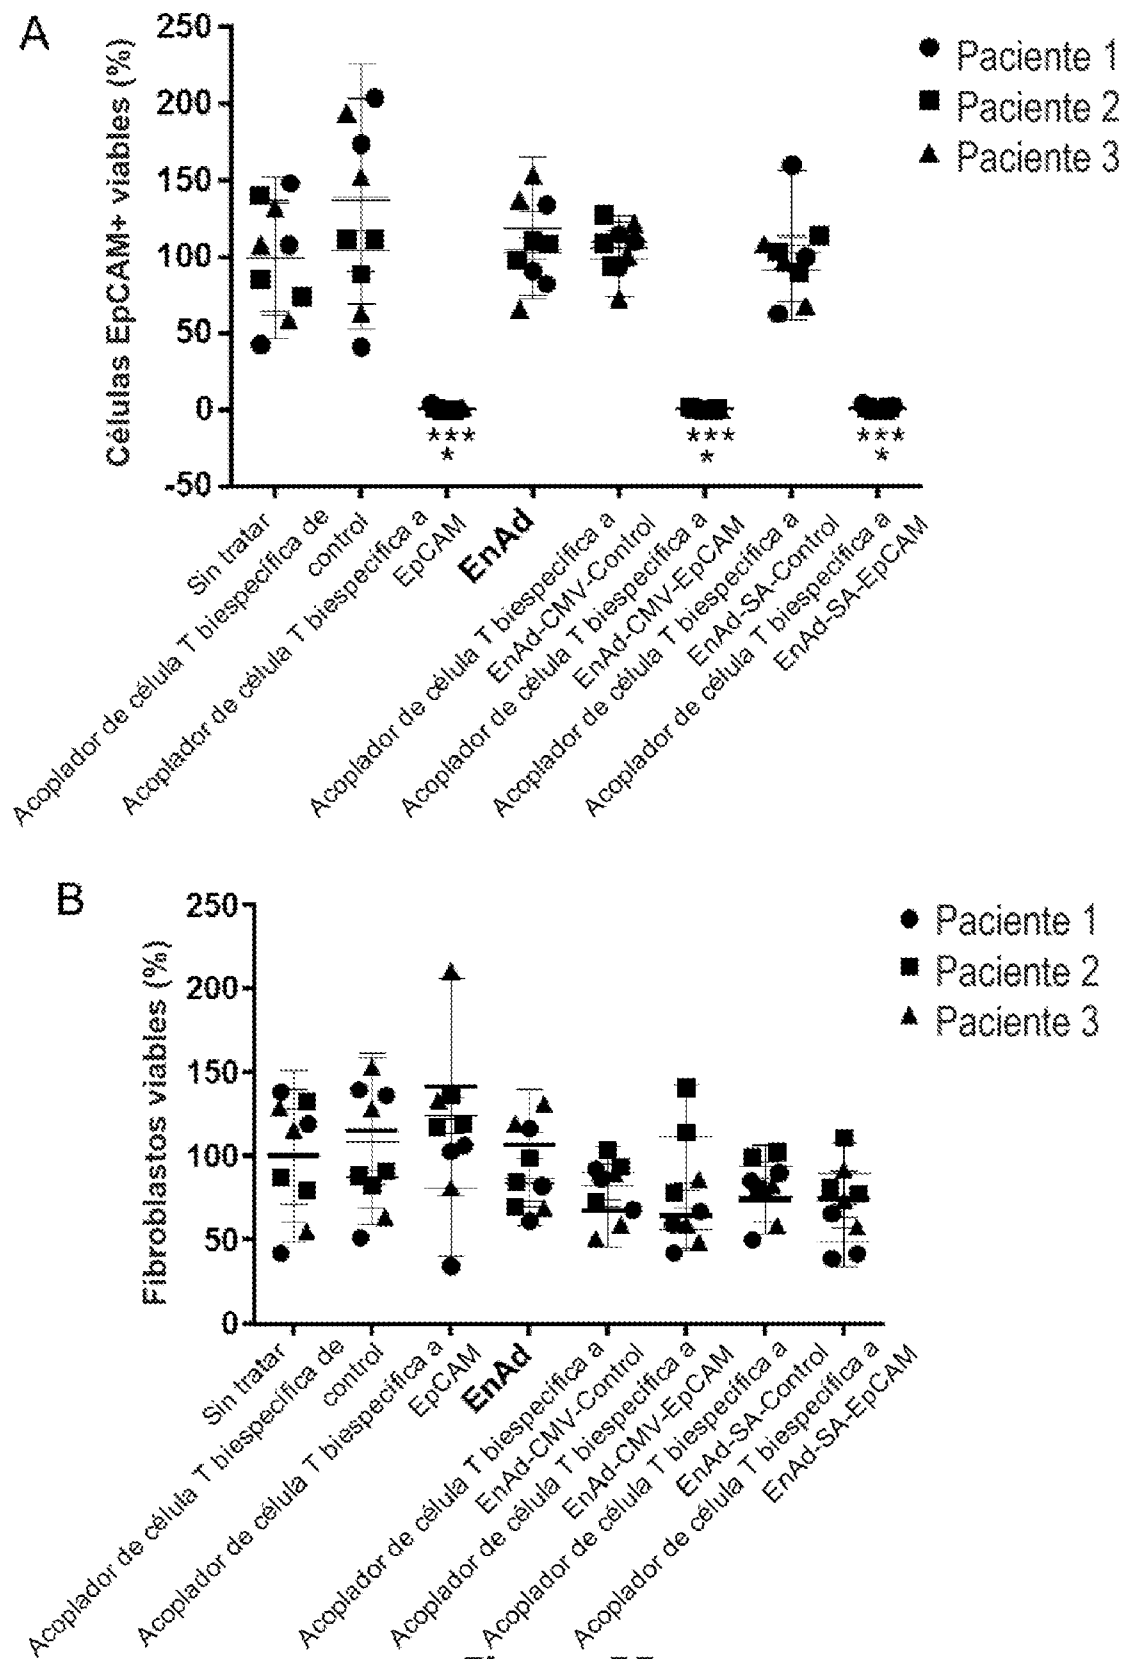 A
Células EpCAM+ viables (%)
250
200
150
100
50
0
-50
Paciente 1
Paciente 2
Paciente 3
***
*
***
*
***
*
Sin tratar
Acoplador de célula T biespecífica de
control
Acoplador de célula T biespecífica a
EpCAM
EnAd
Acoplador de célula T biespecífica a
EnAd-CMV-Control
Acoplador de célula T biespecífica a
EnAd-CMV-EpCAM
Acoplador de célula T biespecífica a
EnAd-SA-Control
Acoplador de célula T biespecífica a
EnAd-SA-EpCAM
B
Fibroblastos viables (%)
250
200
150
100
50
0
Paciente 1
Paciente 2
Paciente 3
Sin tratar
Acoplador de célula T biespecífica de
control
Acoplador de célula T biespecífica a
EpCAM
EnAd
Acoplador de célula T biespecífica a
EnAd-CMV-Control
Acoplador de célula T biespecífica a
EnAd-CMV-EpCAM
Acoplador de célula T biespecífica a
EnAd-SA-Control
Acoplador de célula T biespecífica a
EnAd-SA-EpCAM